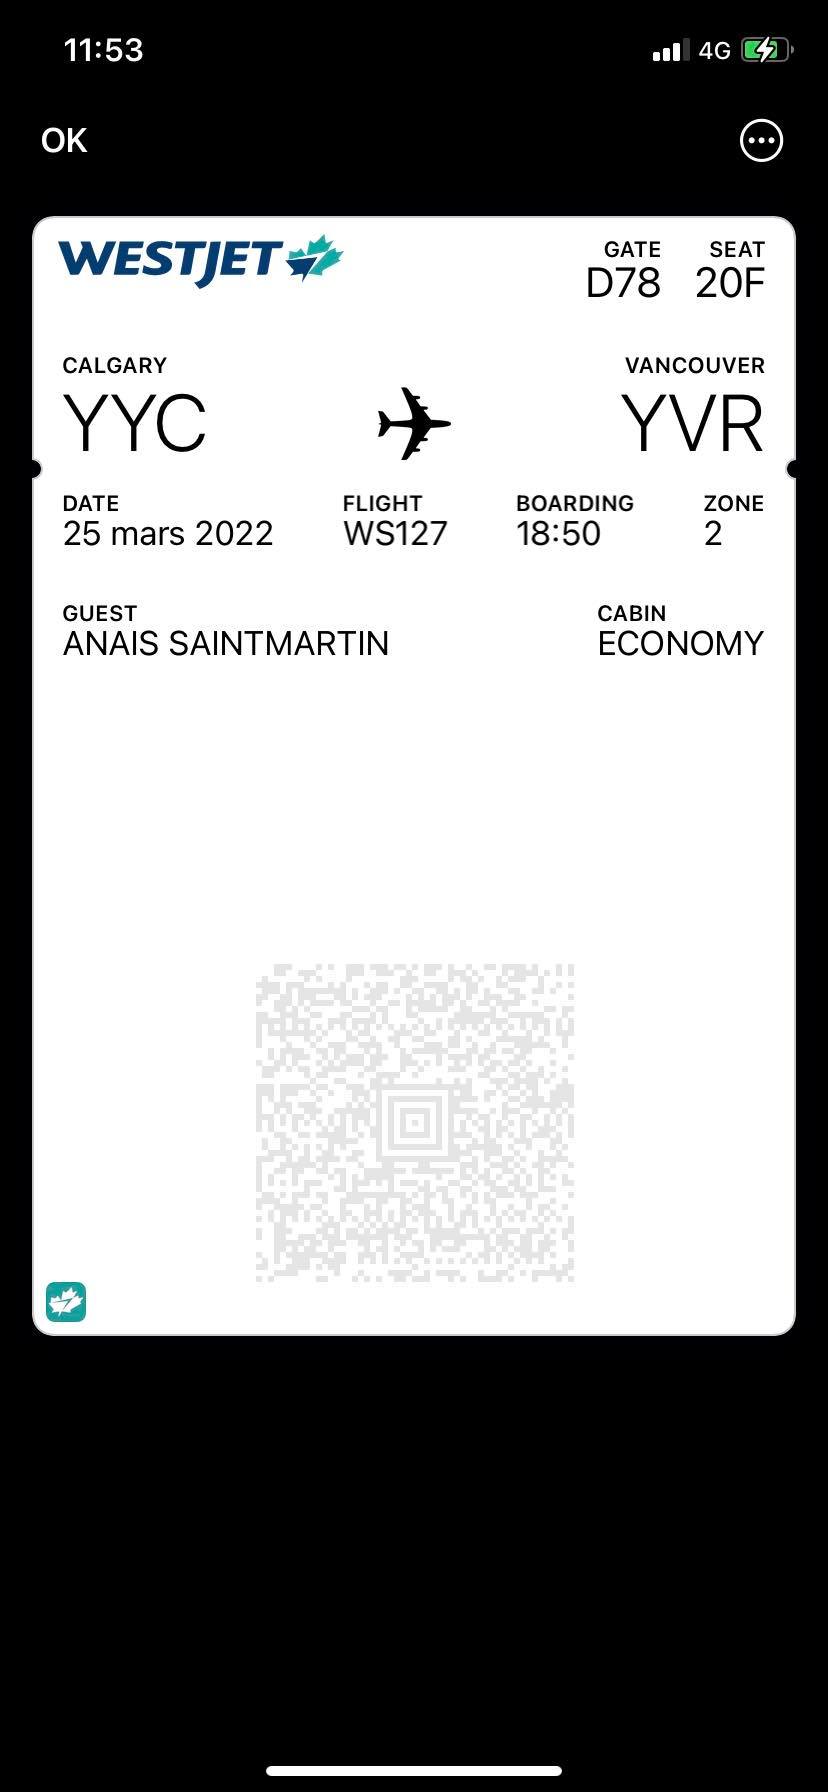 11:53 4G
OK
WESTJET GATE SEAT
D78 20F
CALGARY VANCOUVER
YYC YVR
DATE FLIGHT BOARDING ZONE
25 mars 2022 WS127 18:50 2
GUEST CABIN
ANAIS SAINTMARTIN ECONOMY